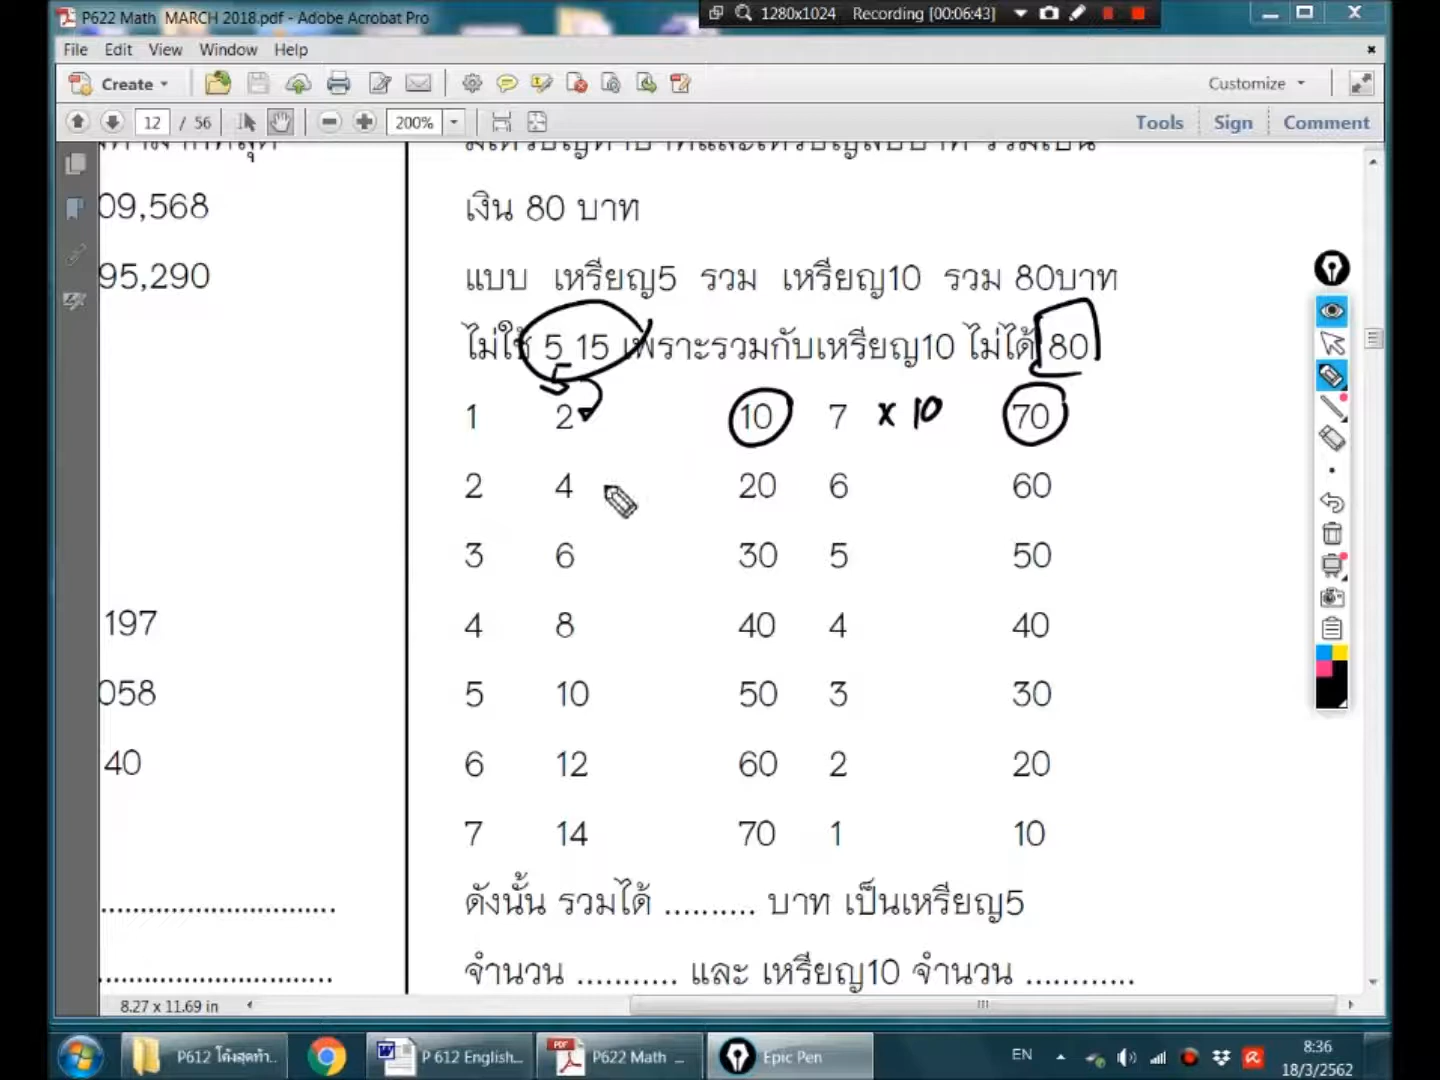 P622 Math MARCH 2018.pdf - Adobe Acrobat Pro
1280x1024 Recording [00:06:43]
File Edit View Window Help
Create
Customize
12 / 56
200%
Tools Sign Comment
09,568
95,290
197
058
40
..............................
..............................
เงิน 80 บาท
แบบ เหรียญ5 รวม เหรียญ10 รวม 80บาท
ไม่ใช้ 5 15 เพราะรวมกับเหรียญ10 ไม่ได้ 80
5
1 2 10 7 x 10 70
2 4 20 6 60
3 6 30 5 50
4 8 40 4 40
5 10 50 3 30
6 12 60 2 20
7 14 70 1 10
ดังนั้น รวมได้ .......... บาท เป็นเหรียญ5
จำนวน ........... และ เหรียญ10 จำนวน ............
8.27 x 11.69 in
P612 โค้งสุดท้า...
P 612 English...
P622 Math ...
Epic Pen
EN
8:36
18/3/2562